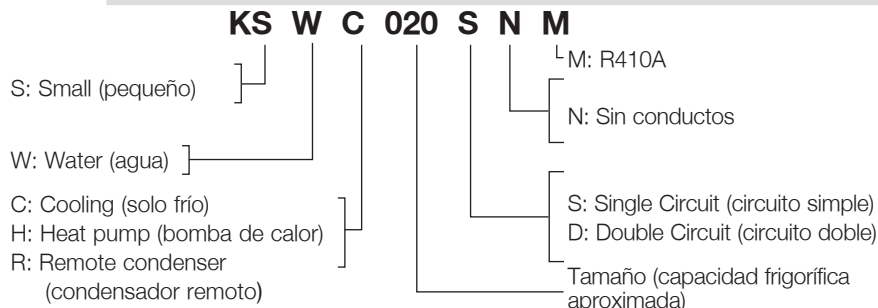 KS W C 020 S N M
M: R410A
S: Small (pequeño)
N: Sin conductos
W: Water (agua)
C: Cooling (solo frío)
H: Heat pump (bomba de calor)
R: Remote condenser
(condensador remoto)
S: Single Circuit (circuito simple)
D: Double Circuit (circuito doble)
Tamaño (capacidad frigorífica
aproximada)